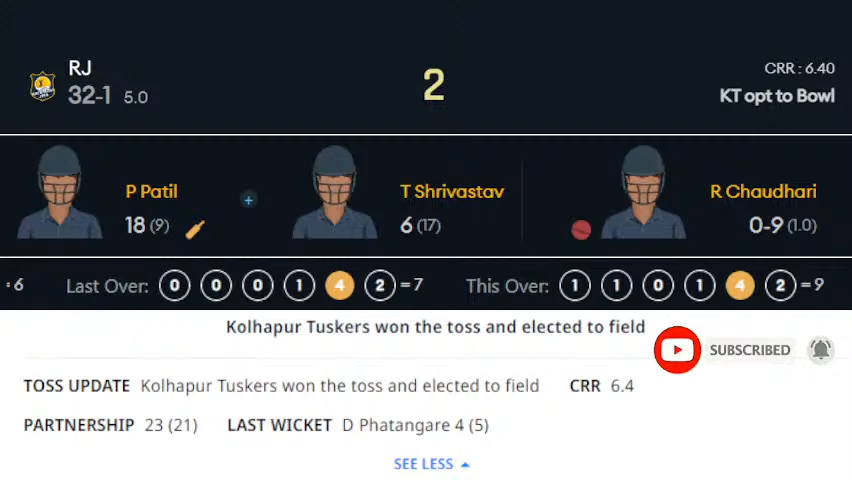 RJ
32-1 5.0
2
CRR : 6.40
KT opt to Bowl
P Patil
18 (9)
+
T Shrivastav
6 (17)
R Chaudhari
0-9 (1.0)
: 6 Last Over: 0 0 0 1 4 2 = 7 This Over: 1 1 0 1 4 2 = 9
Kolhapur Tuskers won the toss and elected to field
SUBSCRIBED
TOSS UPDATE Kolhapur Tuskers won the toss and elected to field CRR 6.4
PARTNERSHIP 23 (21) LAST WICKET D Phatangare 4 (5)
SEE LESS